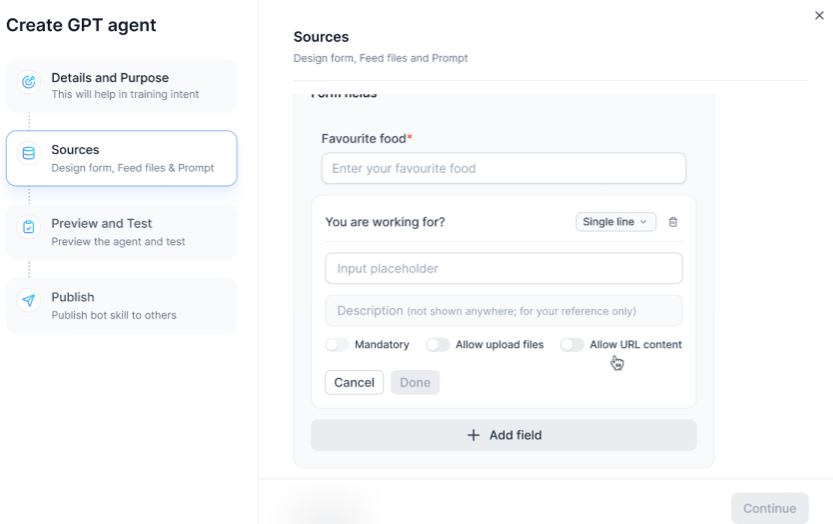 Create GPT agent
Details and Purpose
This will help in training intent
Sources
Design form, Feed files & Prompt
Preview and Test
Preview the agent and test
Publish
Publish bot skill to others
Sources
Design form, Feed files and Prompt
Form fields
Favourite food*
Enter your favourite food
You are working for?
Single line
Input placeholder
Description (not shown anywhere; for your reference only)
Mandatory
Allow upload files
Allow URL content
Cancel
Done
+ Add field
Continue